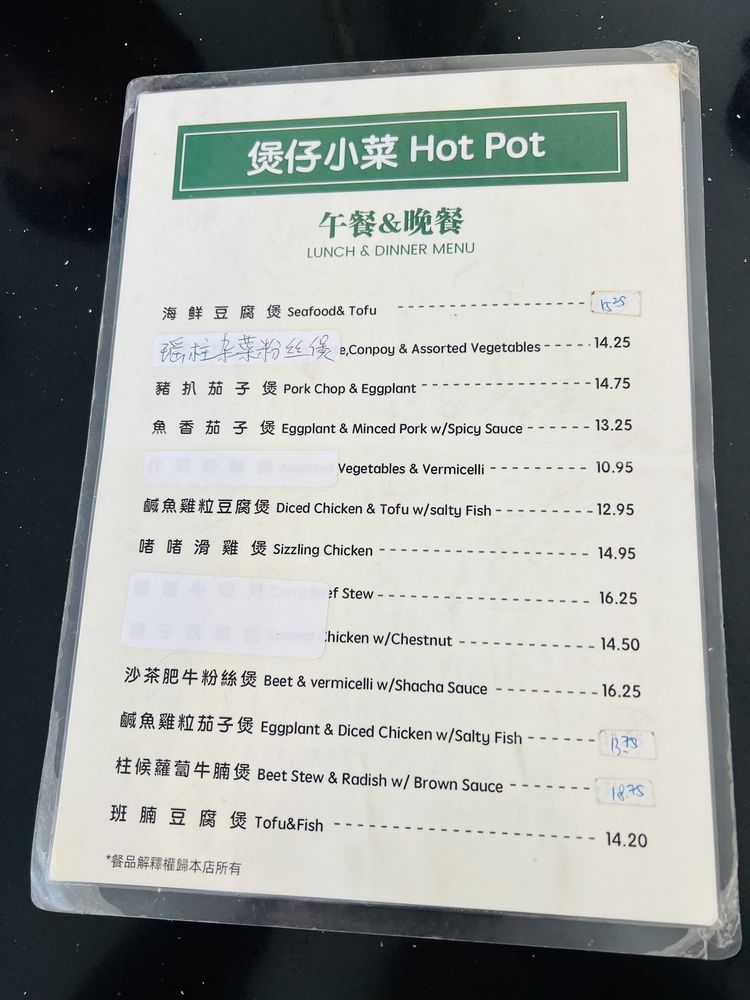 煲仔小菜 Hot Pot
午餐&晚餐
LUNCH & DINNER MENU
海鮮豆腐煲 Seafood& Tofu 15.25
瑶柱杂菜粉丝煲 e,Conpoy & Assorted Vegetables 14.25
豬扒茄子煲 Pork Chop & Eggplant 14.75
魚香茄子煲 Eggplant & Minced Pork w/Spicy Sauce 13.25
Assorted Vegetables & Vermicelli 10.95
鹹魚雞粒豆腐煲 Diced Chicken & Tofu w/salty Fish 12.95
啫啫滑雞煲 Sizzling Chicken 14.95
Curry Beef Stew 16.25
Chicken w/Chestnut 14.50
沙茶肥牛粉絲煲 Beet & vermicelli w/Shacha Sauce 16.25
鹹魚雞粒茄子煲 Eggplant & Diced Chicken w/Salty Fish 13.75
柱候蘿蔔牛腩煲 Beet Stew & Radish w/ Brown Sauce 18.75
班腩豆腐煲 Tofu&Fish 14.20
*餐品解釋權歸本店所有